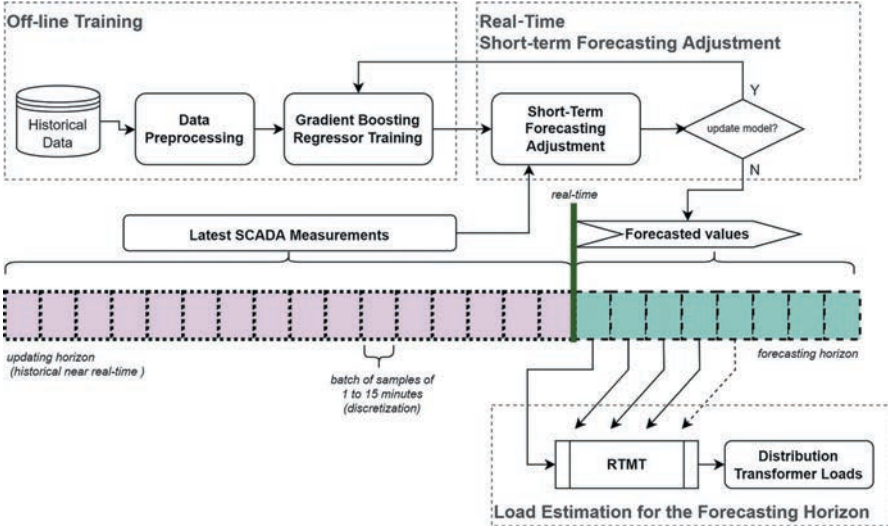 Off-line Training
Real-Time
Short-term Forecasting Adjustment
Historical
Data
Data
Preprocessing
Gradient Boosting
Regressor Training
Short-Term
Forecasting
Adjustment
update model?
Y
N
real-time
Latest SCADA Measurements
Forecasted values
updating horizon
(historical near real-time )
batch of samples of
1 to 15 minutes
(discretization)
forecasting horizon
RTMT
Distribution
Transformer Loads
Load Estimation for the Forecasting Horizon